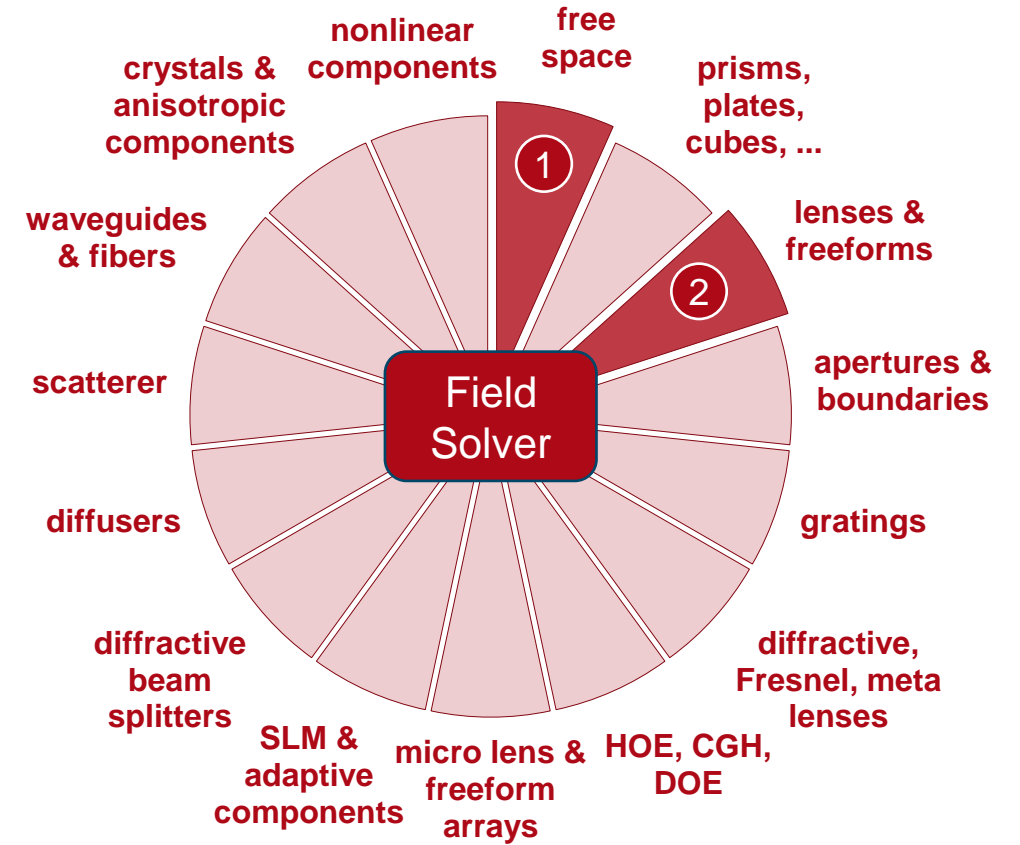 free
space
prisms,
plates,
cubes, ...
lenses &
freeforms
apertures &
boundaries
gratings
diffractive,
Fresnel, meta
lenses
HOE, CGH,
DOE
micro lens &
freeform
arrays
SLM &
adaptive
components
diffractive
beam
splitters
diffusers
scatterer
waveguides
& fibers
crystals &
anisotropic
components
nonlinear
components
1
2
Field
Solver